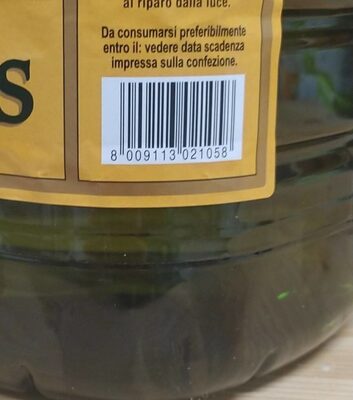 al riparo dalla luce.
Da consumarsi preferibilmente
entro il: vedere data scadenza
impressa sulla confezione.
S
8 009113 021058